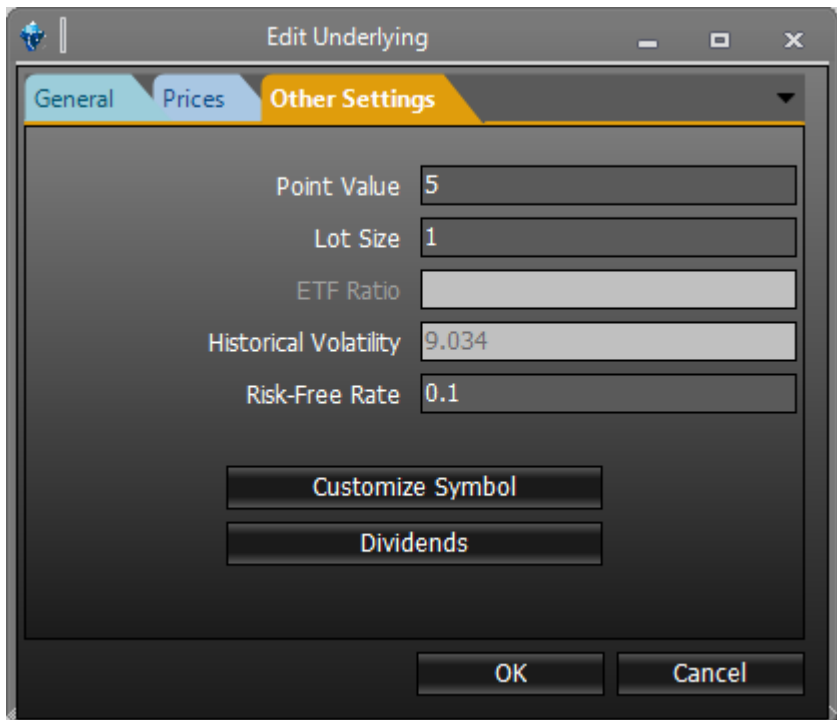 Edit Underlying
General Prices Other Settings
Point Value 5
Lot Size 1
ETF Ratio
Historical Volatility 9.034
Risk-Free Rate 0.1
Customize Symbol
Dividends
OK Cancel